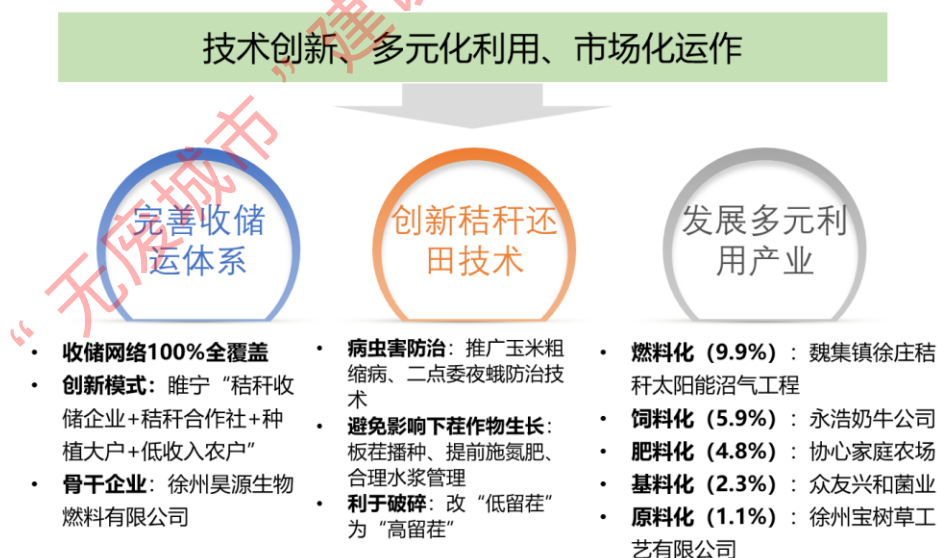 技术创新、多元化利用、市场化运作
完善收储
运体系
创新秸秆还
田技术
发展多元利
用产业
• 收储网络100%全覆盖
• 创新模式：睢宁“秸秆收
储企业+秸秆合作社+种
植大户+低收入农户”
• 骨干企业：徐州昊源生物
燃料有限公司
• 病虫害防治：推广玉米粗
缩病、二点委夜蛾防治技
术
• 避免影响下茬作物生长：
板茬播种、提前施氮肥、
合理水浆管理
• 利于破碎：改“低留茬”
为“高留茬”
• 燃料化（9.9%）：魏集镇徐庄秸
秆太阳能沼气工程
• 饲料化（5.9%）：永浩奶牛公司
• 肥料化（4.8%）：协心家庭农场
• 基料化（2.3%）：众友兴和菌业
• 原料化（1.1%）：徐州宝树草工
艺有限公司
“无废城市”建